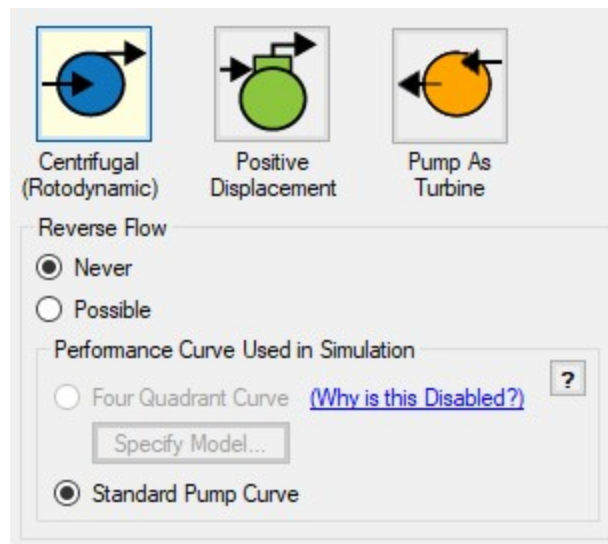 Centrifugal
(Rotodynamic)
Positive
Displacement
Pump As
Turbine
Reverse Flow
Never
Possible
Performance Curve Used in Simulation
?
Four Quadrant Curve (Why is this Disabled?)
Specify Model...
Standard Pump Curve